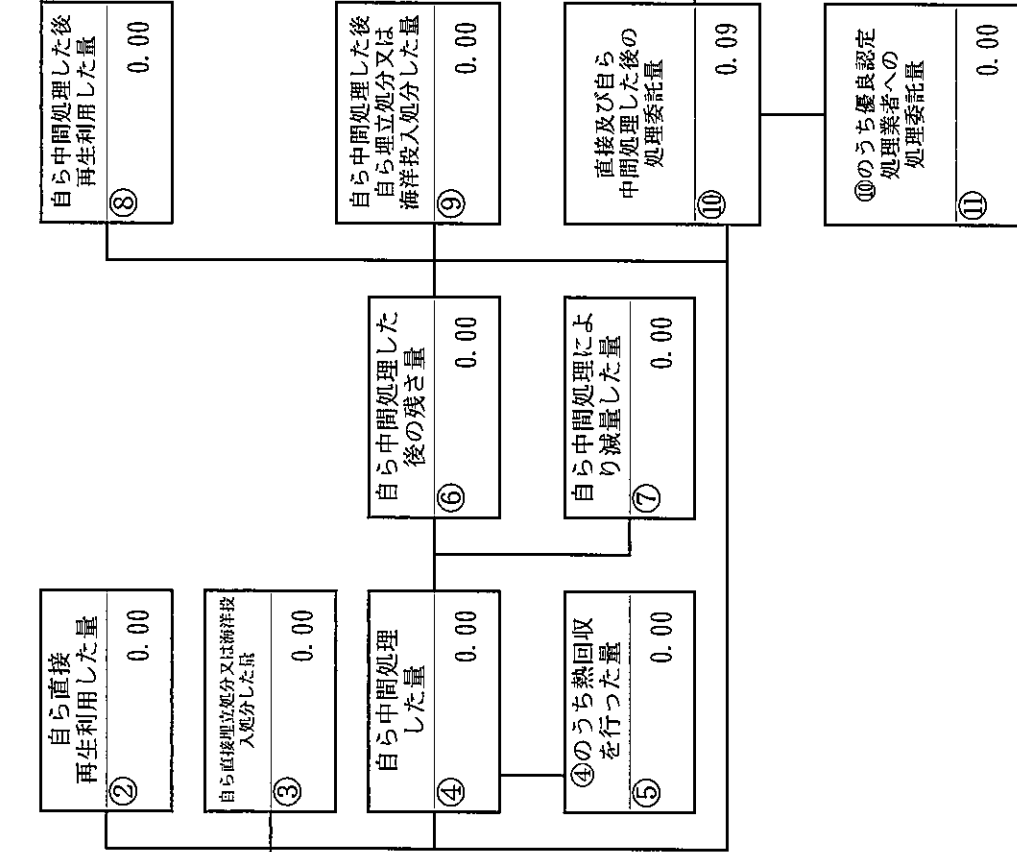 自ら直接
再生利用した量
② 0.00
自ら直接埋立処分又は海洋投
入処分した量
③ 0.00
自ら中間処理
した量
④ 0.00
④のうち熱回収
を行った量
⑤ 0.00
自ら中間処理した
後の残さ量
⑥ 0.00
自ら中間処理によ
り減量した量
⑦ 0.00
自ら中間処理した後
再生利用した量
⑧ 0.00
自ら中間処理した後
自ら埋立処分又は
海洋投入処分した量
⑨ 0.00
直接及び自ら
中間処理した後の
処理委託量
⑩ 0.09
⑩のうち優良認定
処理業者への
処理委託量
⑪ 0.00